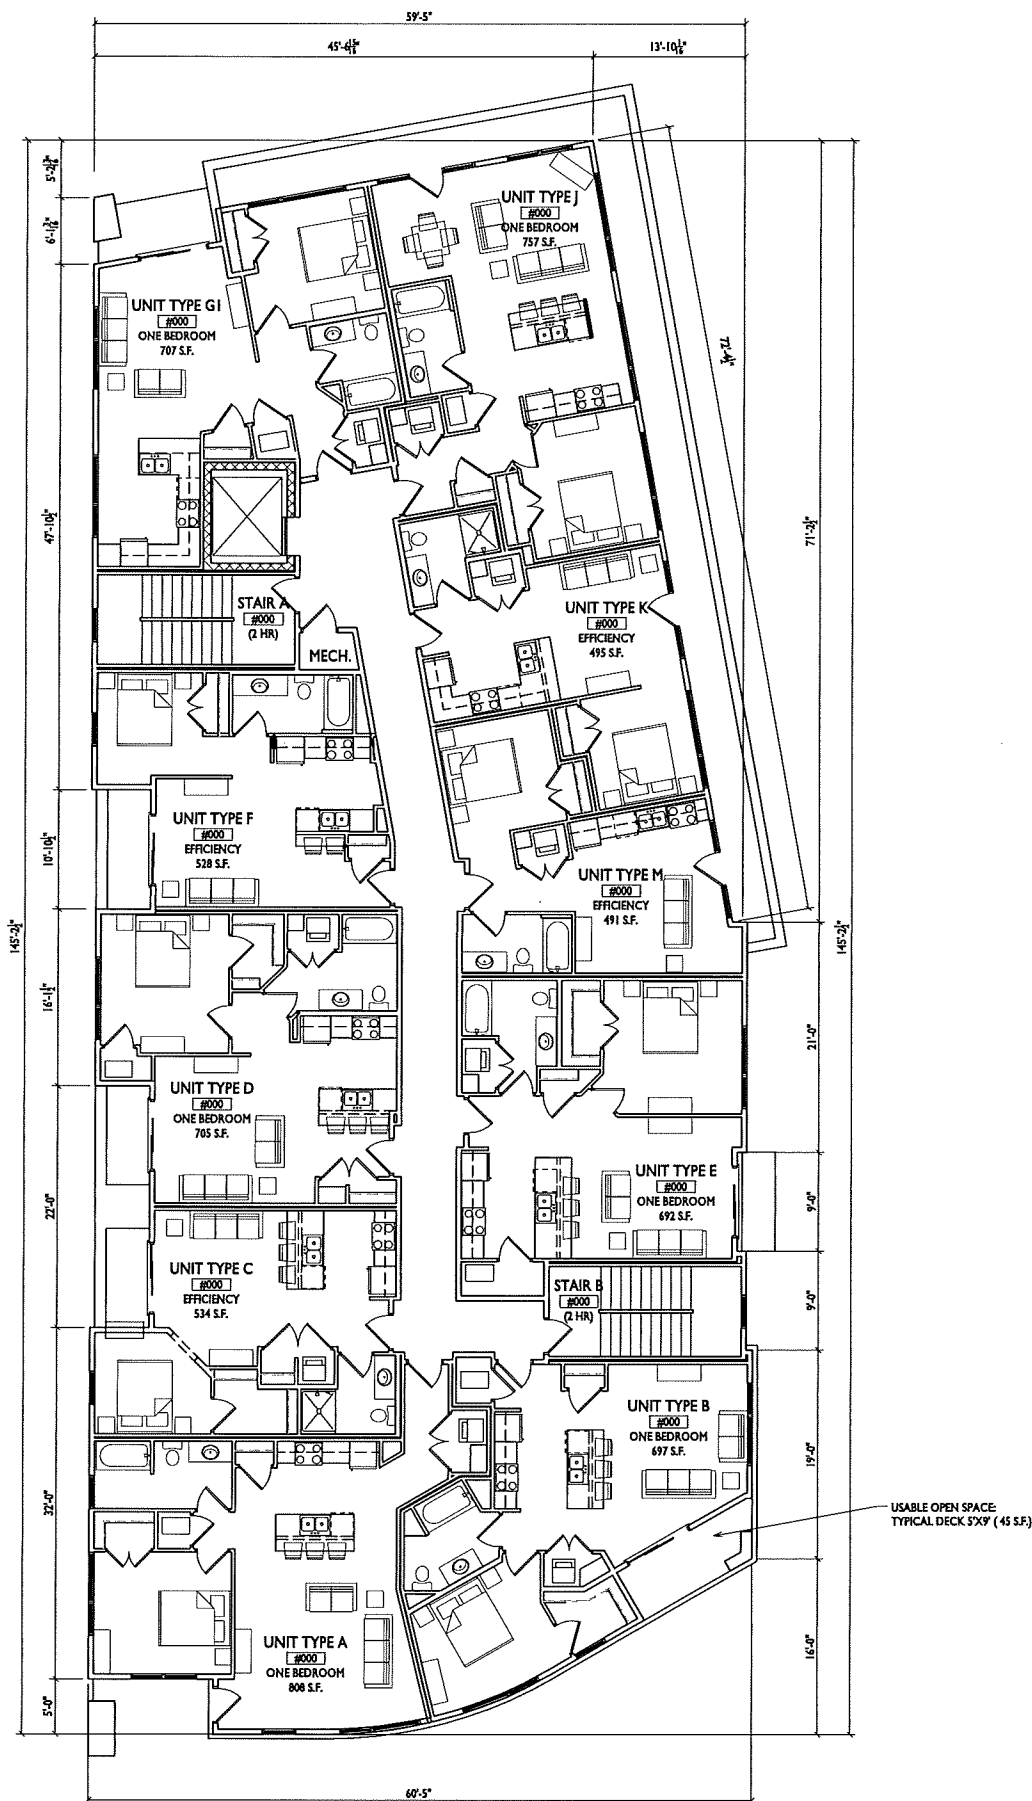 59'-5"
45'-6 15/16"
13'-10 1/16"
5'-2 13/16"
6'-1 3/16"
UNIT TYPE J
#000
ONE BEDROOM
757 S.F.
UNIT TYPE G1
#000
ONE BEDROOM
707 S.F.
72'-4 1/2"
47'-10 1/2"
71'-2 1/2"
STAIR A
#000
(2 HR)
MECH.
UNIT TYPE K
#000
EFFICIENCY
495 S.F.
UNIT TYPE F
#000
EFFICIENCY
528 S.F.
10'-10 1/2"
UNIT TYPE M
#000
EFFICIENCY
491 S.F.
145'-2 1/2"
145'-2 1/2"
16'-1 1/2"
21'-0"
UNIT TYPE D
#000
ONE BEDROOM
705 S.F.
UNIT TYPE E
#000
ONE BEDROOM
692 S.F.
22'-0"
9'-0"
UNIT TYPE C
#000
EFFICIENCY
534 S.F.
STAIR B
#000
(2 HR)
9'-0"
UNIT TYPE B
#000
ONE BEDROOM
697 S.F.
19'-0"
32'-0"
USABLE OPEN SPACE:
TYPICAL DECK 5'X9' ( 45 S.F.)
UNIT TYPE A
#000
ONE BEDROOM
808 S.F.
16'-0"
5'-0"
60'-5"